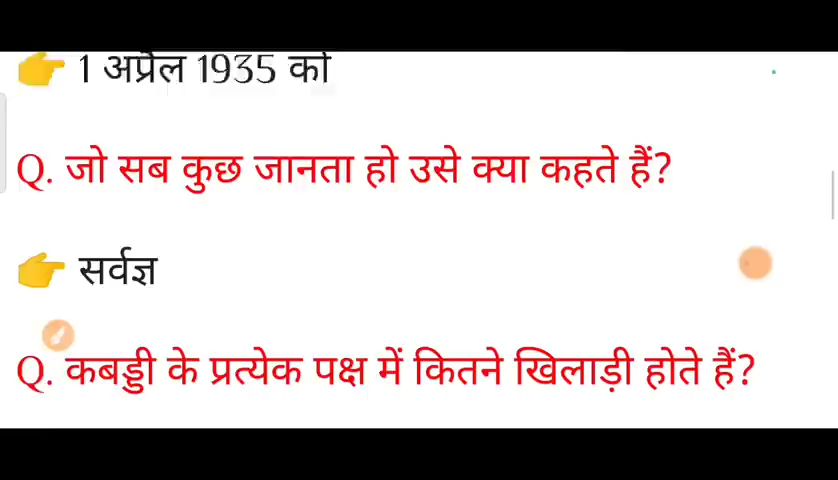 👉 1 अप्रैल 1935 को
Q. जो सब कुछ जानता हो उसे क्या कहते हैं?
👉 सर्वज्ञ
Q. कबड्डी के प्रत्येक पक्ष में कितने खिलाड़ी होते हैं?